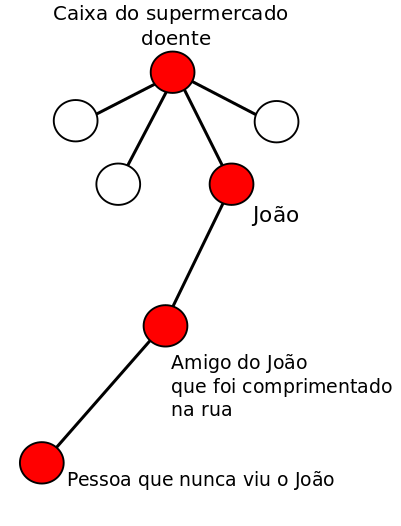 Caixa do supermercado
doente
João
Amigo do João
que foi comprimentado
na rua
Pessoa que nunca viu o João